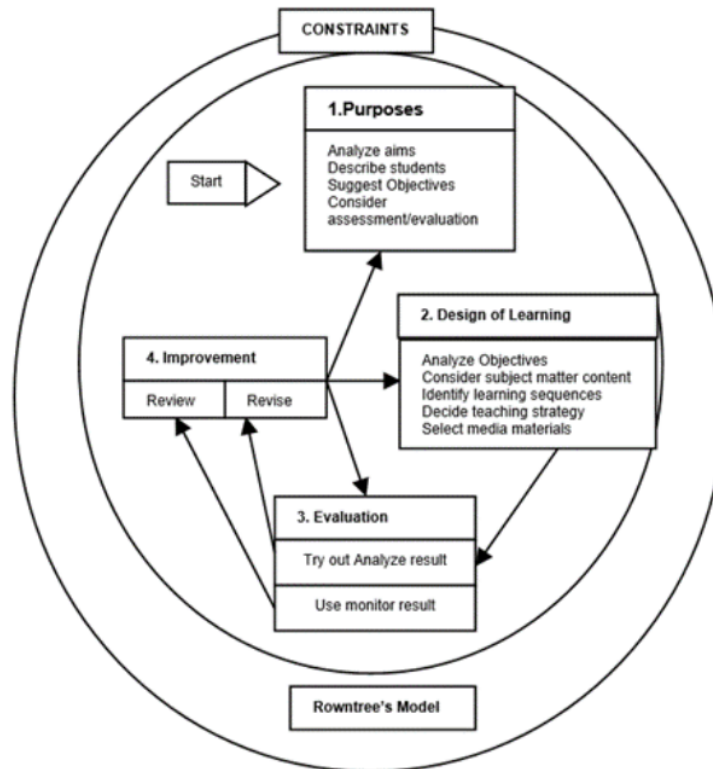 CONSTRAINTS
1.Purposes
Analyze aims
Describe students
Suggest Objectives
Consider
assessment/evaluation
Start
2. Design of Learning
Analyze Objectives
Consider subject matter content
Identify learning sequences
Decide teaching strategy
Select media materials
4. Improvement
Review
Revise
3. Evaluation
Try out Analyze result
Use monitor result
Rowntree's Model